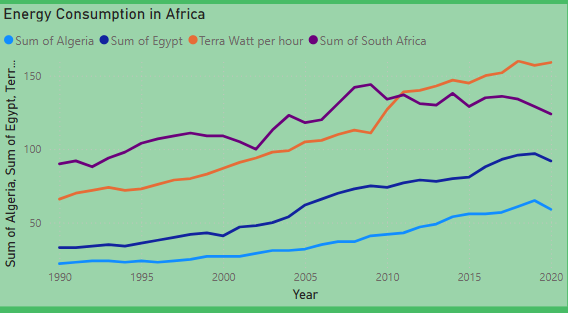 Energy Consumption in Africa
Sum of Algeria Sum of Egypt Terra Watt per hour Sum of South Africa
Sum of Algeria, Sum of Egypt, Terr...
150
100
50
1990 1995 2000 2005 2010 2015 2020
Year